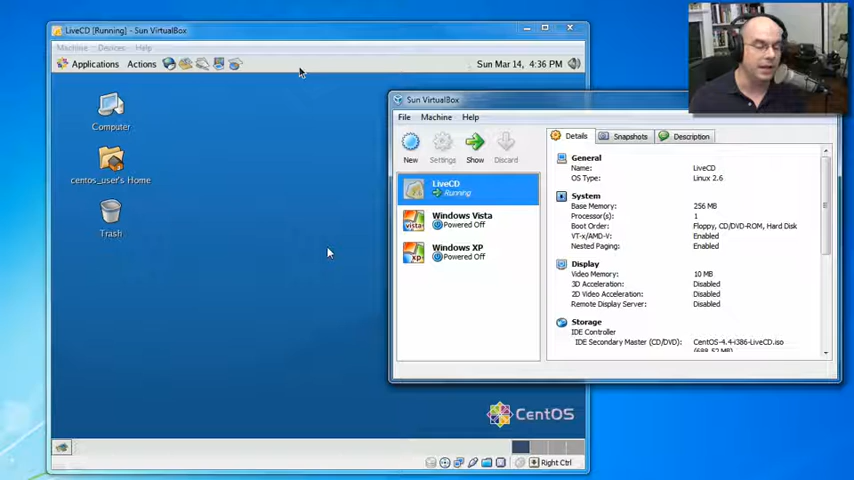 LiveCD [Running] - Sun VirtualBox
Machine Devices Help
Applications Actions
Sun Mar 14, 4:36 PM
Computer
centos_user's Home
Trash
CentOS
Right Ctrl
Sun VirtualBox
File Machine Help
New Settings Show Discard
LiveCD
Running
Windows Vista
Powered Off
Windows XP
Powered Off
vista
xp
Details Snapshots Description
General
Name: LiveCD
OS Type: Linux 2.6
System
Base Memory: 256 MB
Processor(s): 1
Boot Order: Floppy, CD/DVD-ROM, Hard Disk
VT-x/AMD-V: Enabled
Nested Paging: Enabled
Display
Video Memory: 10 MB
3D Acceleration: Disabled
2D Video Acceleration: Disabled
Remote Display Server: Disabled
Storage
IDE Controller
IDE Secondary Master (CD/DVD): CentOS-4.4-i386-LiveCD.iso